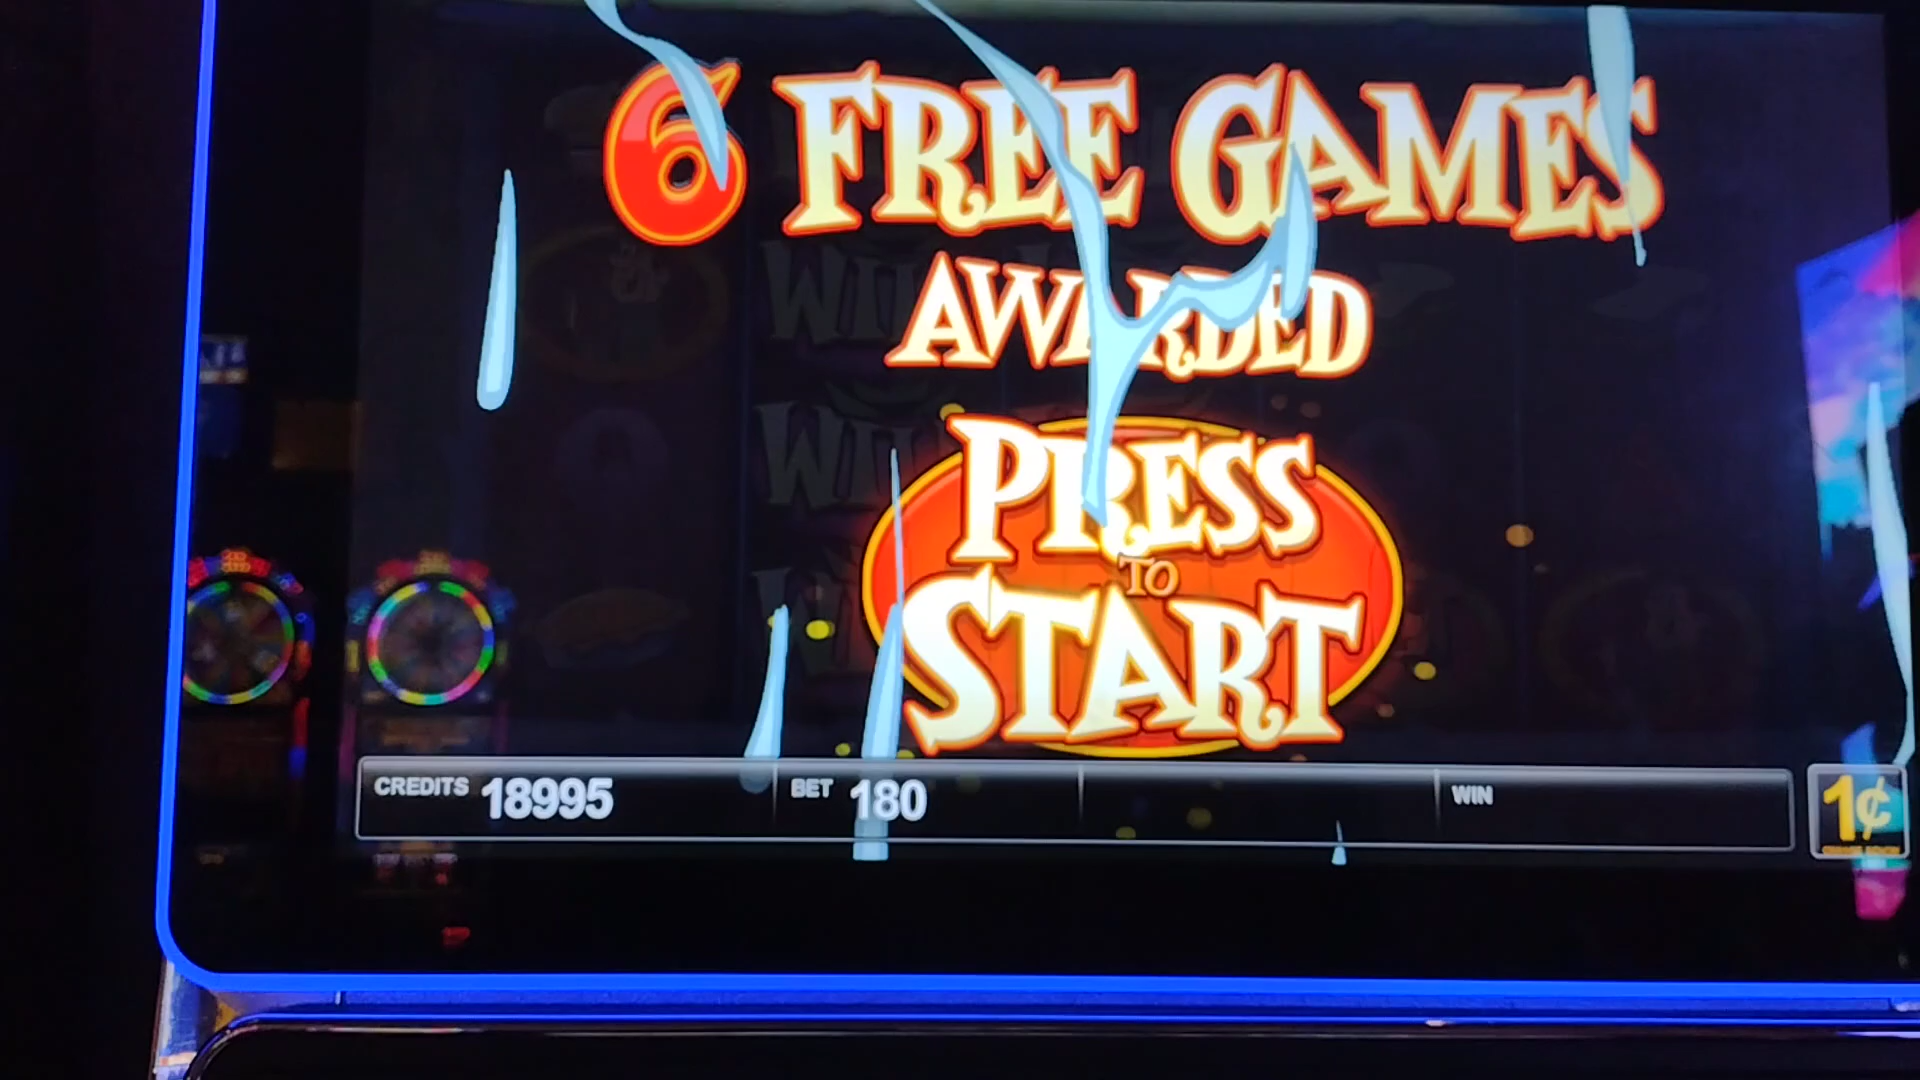 6 FREE GAMES
AWARDED
PRESS
TO
START
CREDITS 18995 BET 180 WIN 1¢